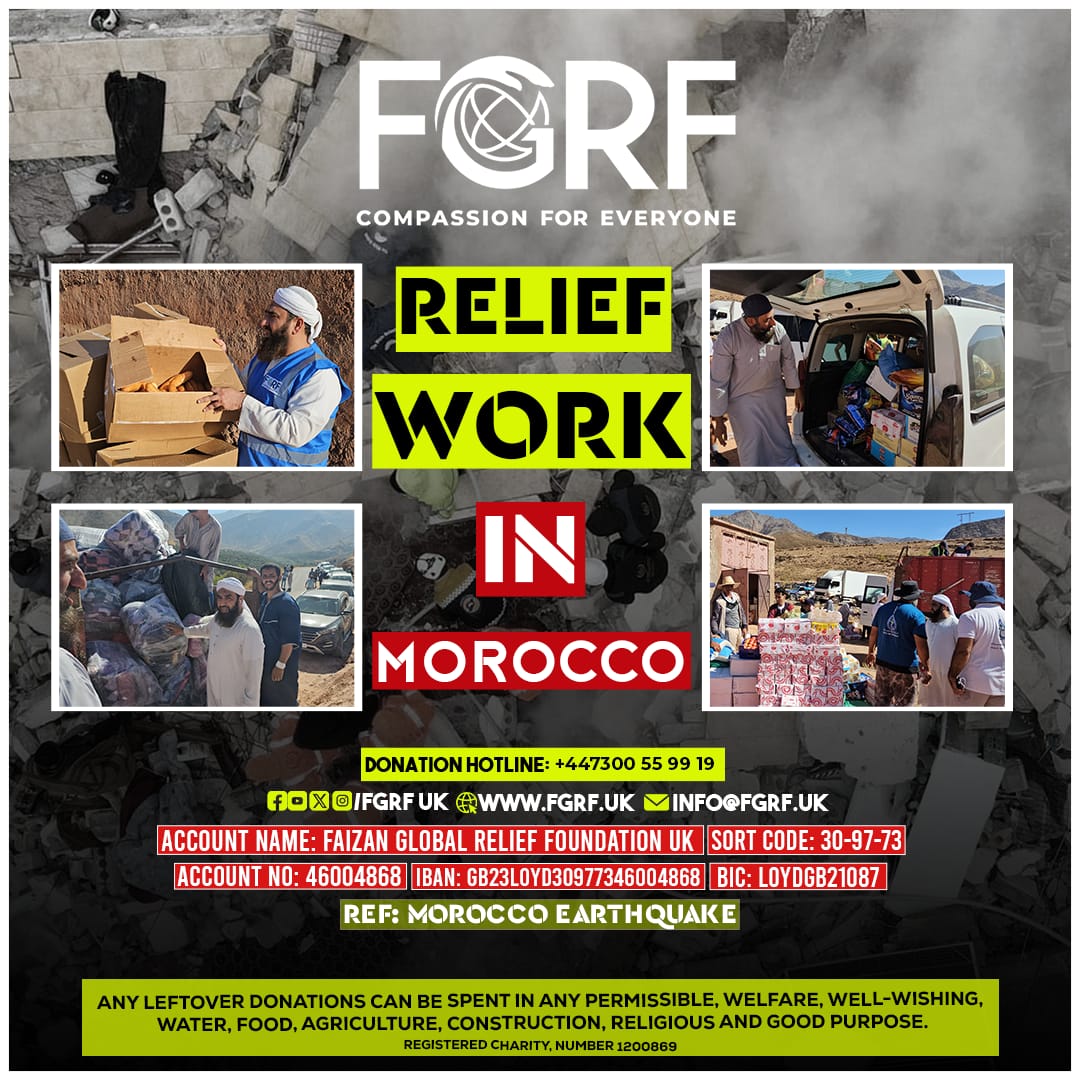 FGRF
COMPASSION FOR EVERYONE
RELIEF
WORK
IN
MOROCCO
FGRF
DONATION HOTLINE: +447300 55 99 19
/FGRF UK WWW.FGRF.UK INFO@FGRF.UK
ACCOUNT NAME: FAIZAN GLOBAL RELIEF FOUNDATION UK SORT CODE: 30-97-73
ACCOUNT NO: 46004868 IBAN: GB23LOYD30977346004868 BIC: LOYDGB21087
REF: MOROCCO EARTHQUAKE
ANY LEFTOVER DONATIONS CAN BE SPENT IN ANY PERMISSIBLE, WELFARE, WELL-WISHING,
WATER, FOOD, AGRICULTURE, CONSTRUCTION, RELIGIOUS AND GOOD PURPOSE.
REGISTERED CHARITY, NUMBER 1200869